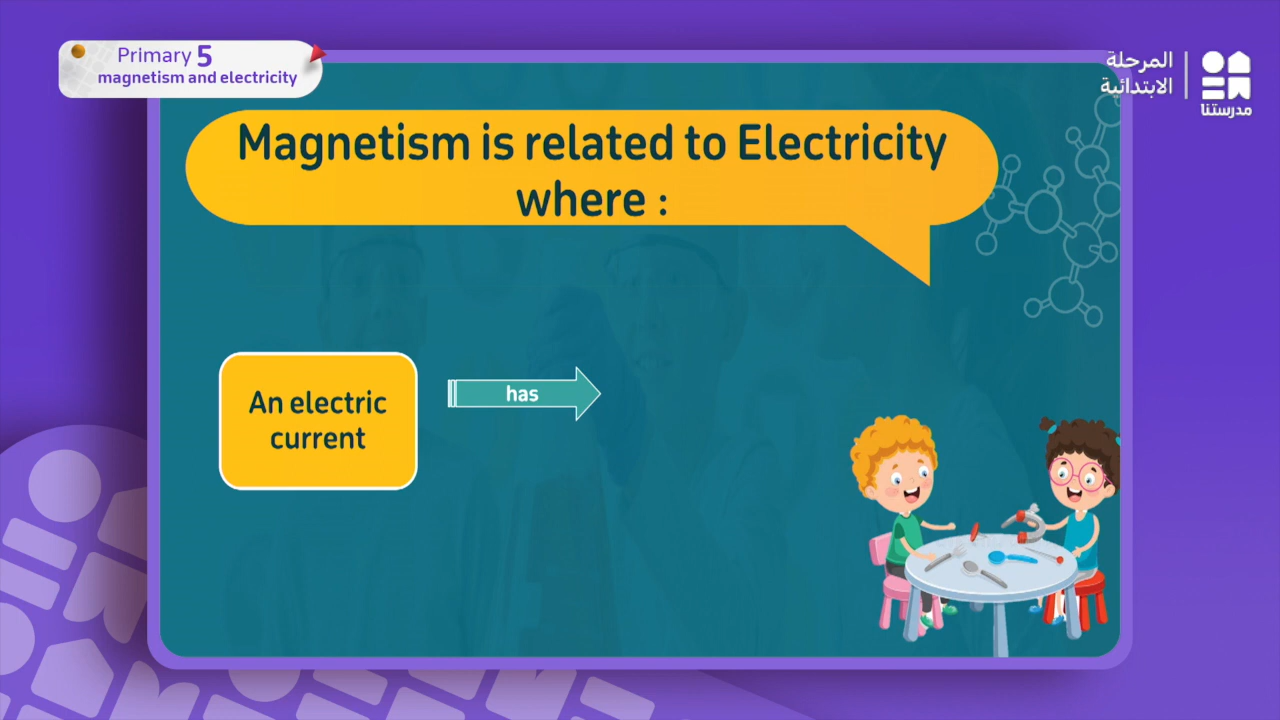 Primary 5
magnetism and electricity
المرحلة
الابتدائية
مدرستنا
Magnetism is related to Electricity
where :
An electric
current
has